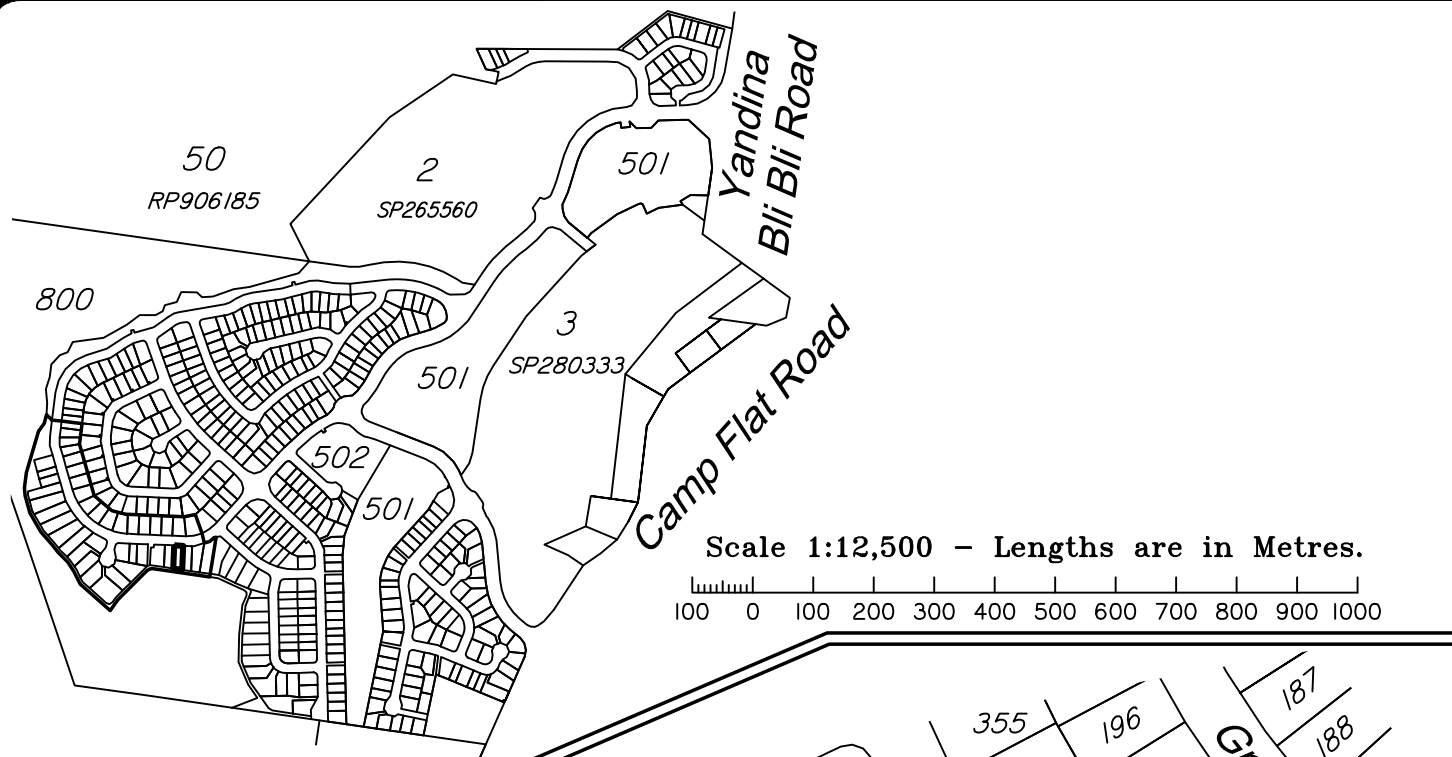 Yandina
Bli Bli Road
50
RP906185
2
SP265560
501
800
3
SP280333
501
502
501
Camp Flat Road
Scale 1:12,500 – Lengths are in Metres.
100 0 100 200 300 400 500 600 700 800 900 1000
355
196
187
188